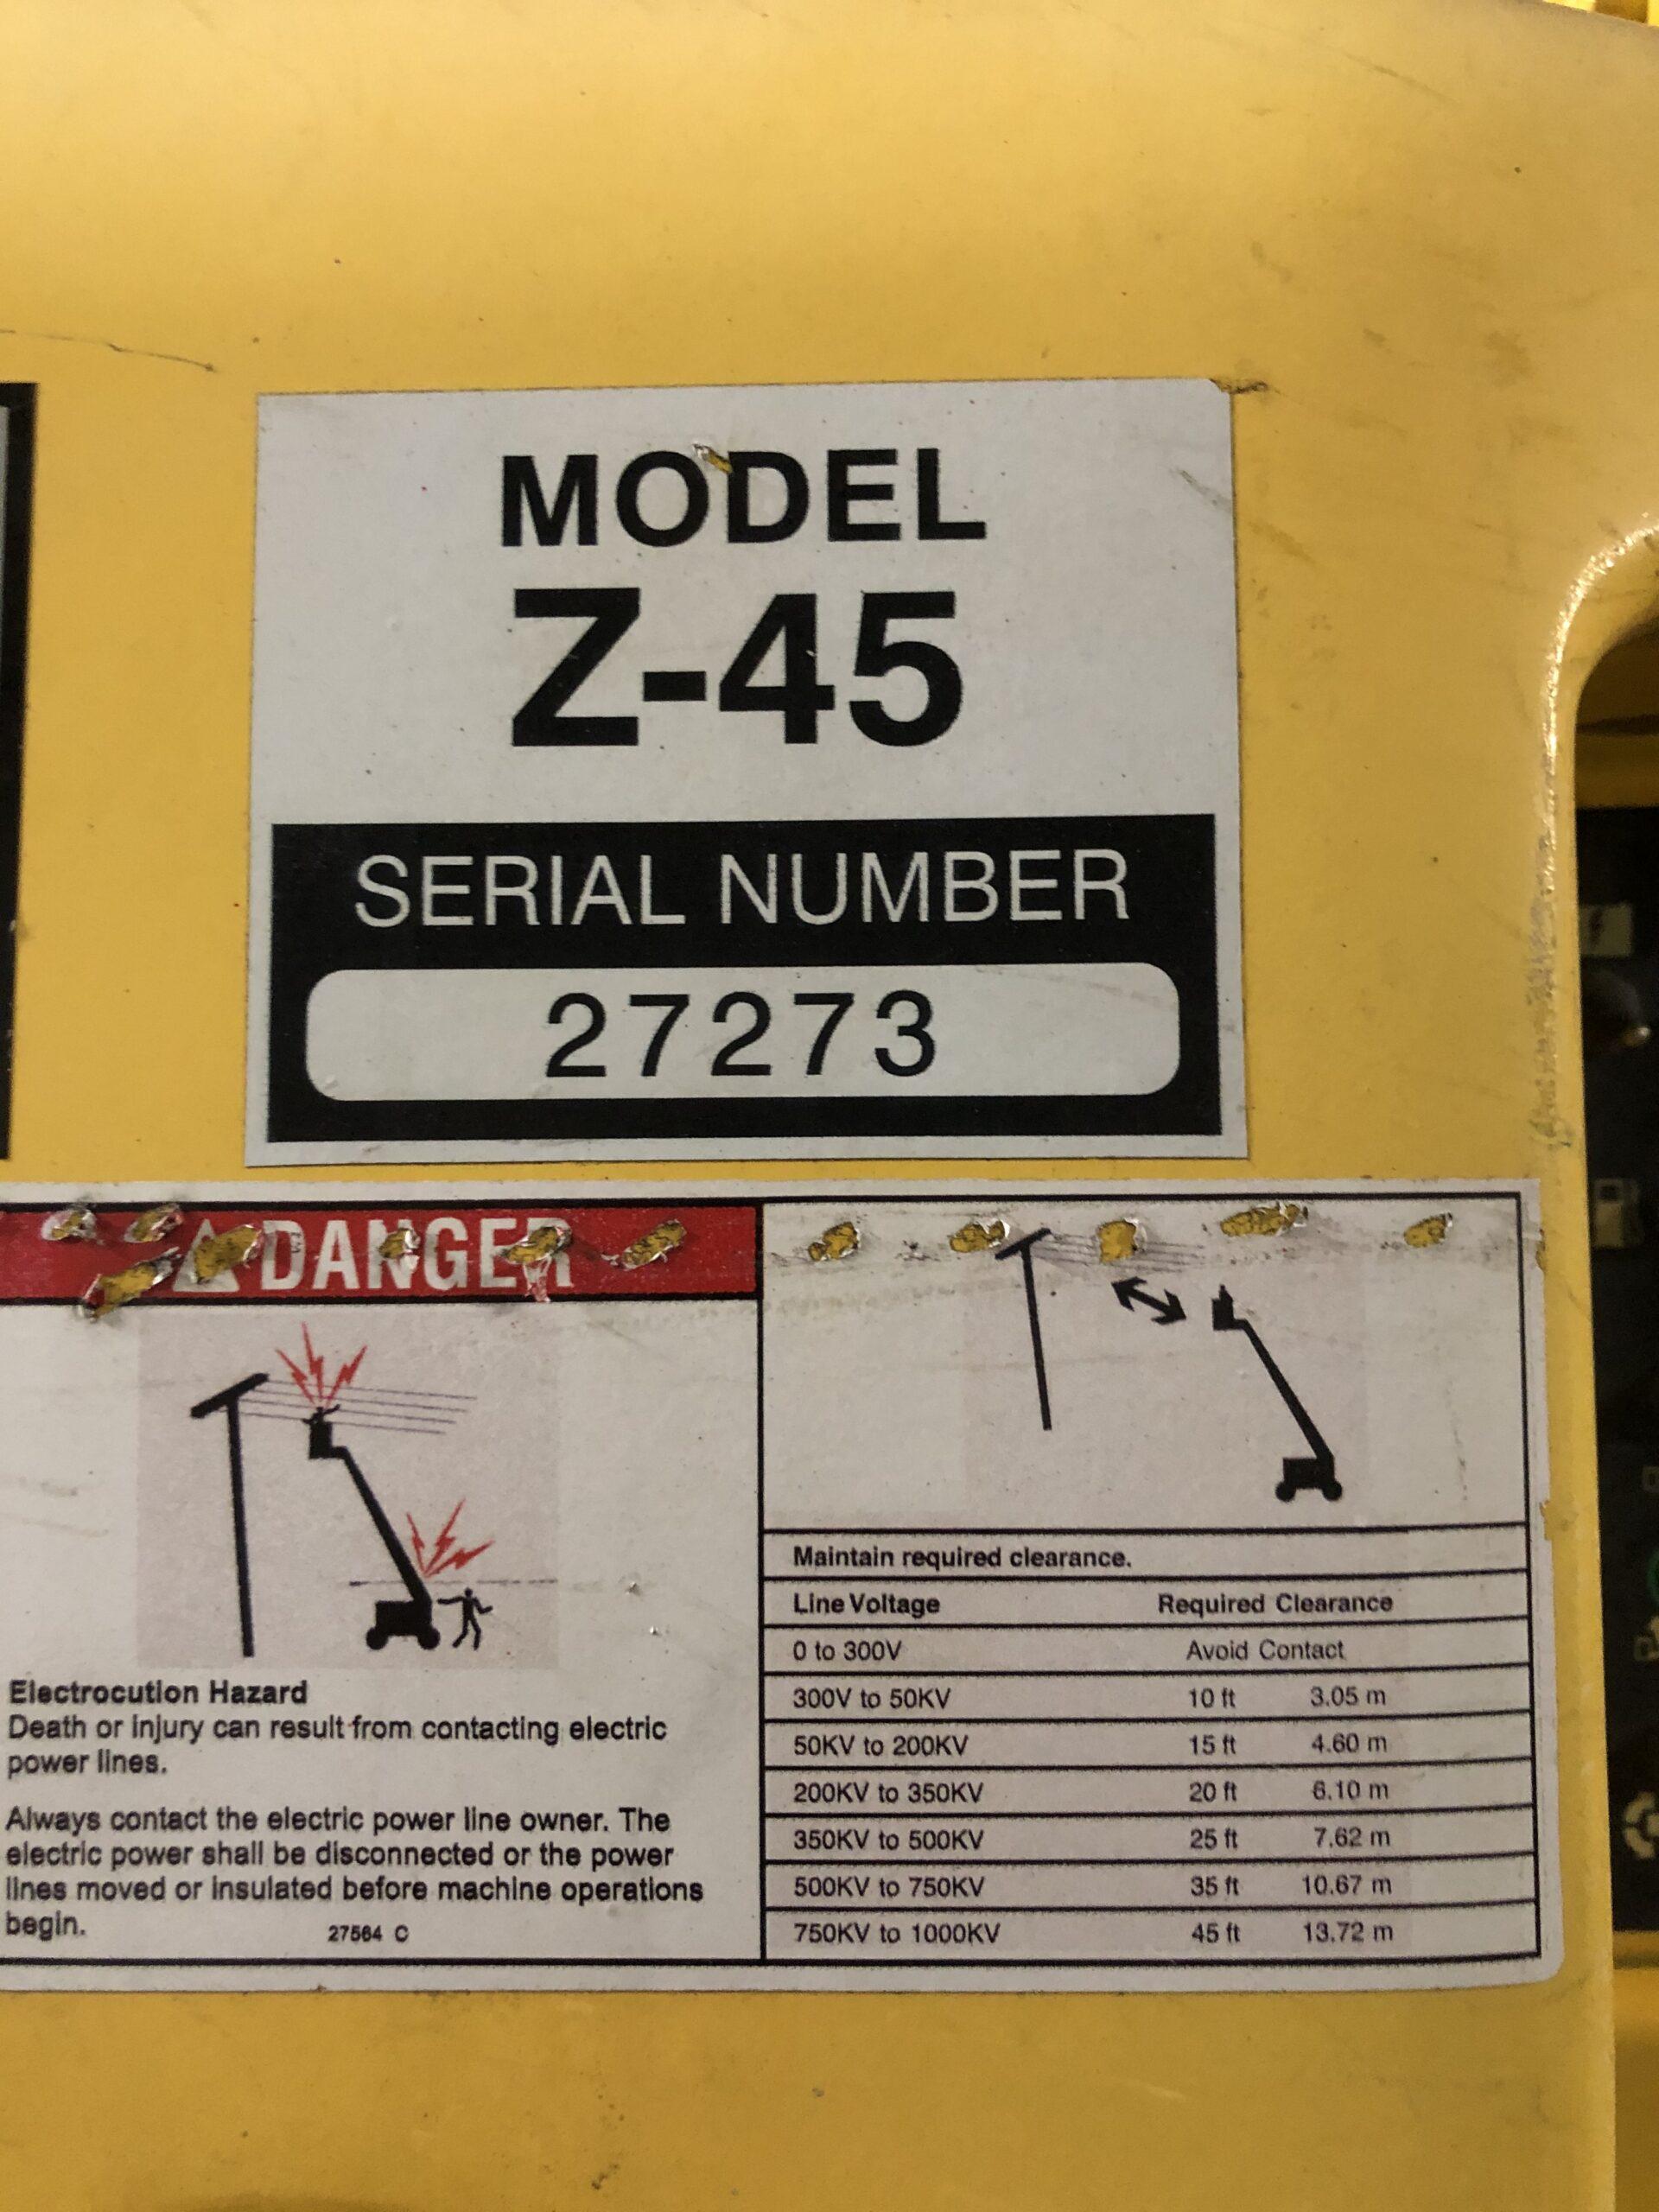 MODEL
Z-45
SERIAL NUMBER
27273
DANGER
Electrocution Hazard
Death or injury can result from contacting electric
power lines.
Always contact the electric power line owner. The
electric power shall be disconnected or the power
lines moved or insulated before machine operations
begin.
27564 C
Maintain required clearance.
Line Voltage Required Clearance
0 to 300V Avoid Contact
300V to 50KV 10 ft 3.05 m
50KV to 200KV 15 ft 4.60 m
200KV to 350KV 20 ft 6.10 m
350KV to 500KV 25 ft 7.62 m
500KV to 750KV 35 ft 10.67 m
750KV to 1000KV 45 ft 13.72 m